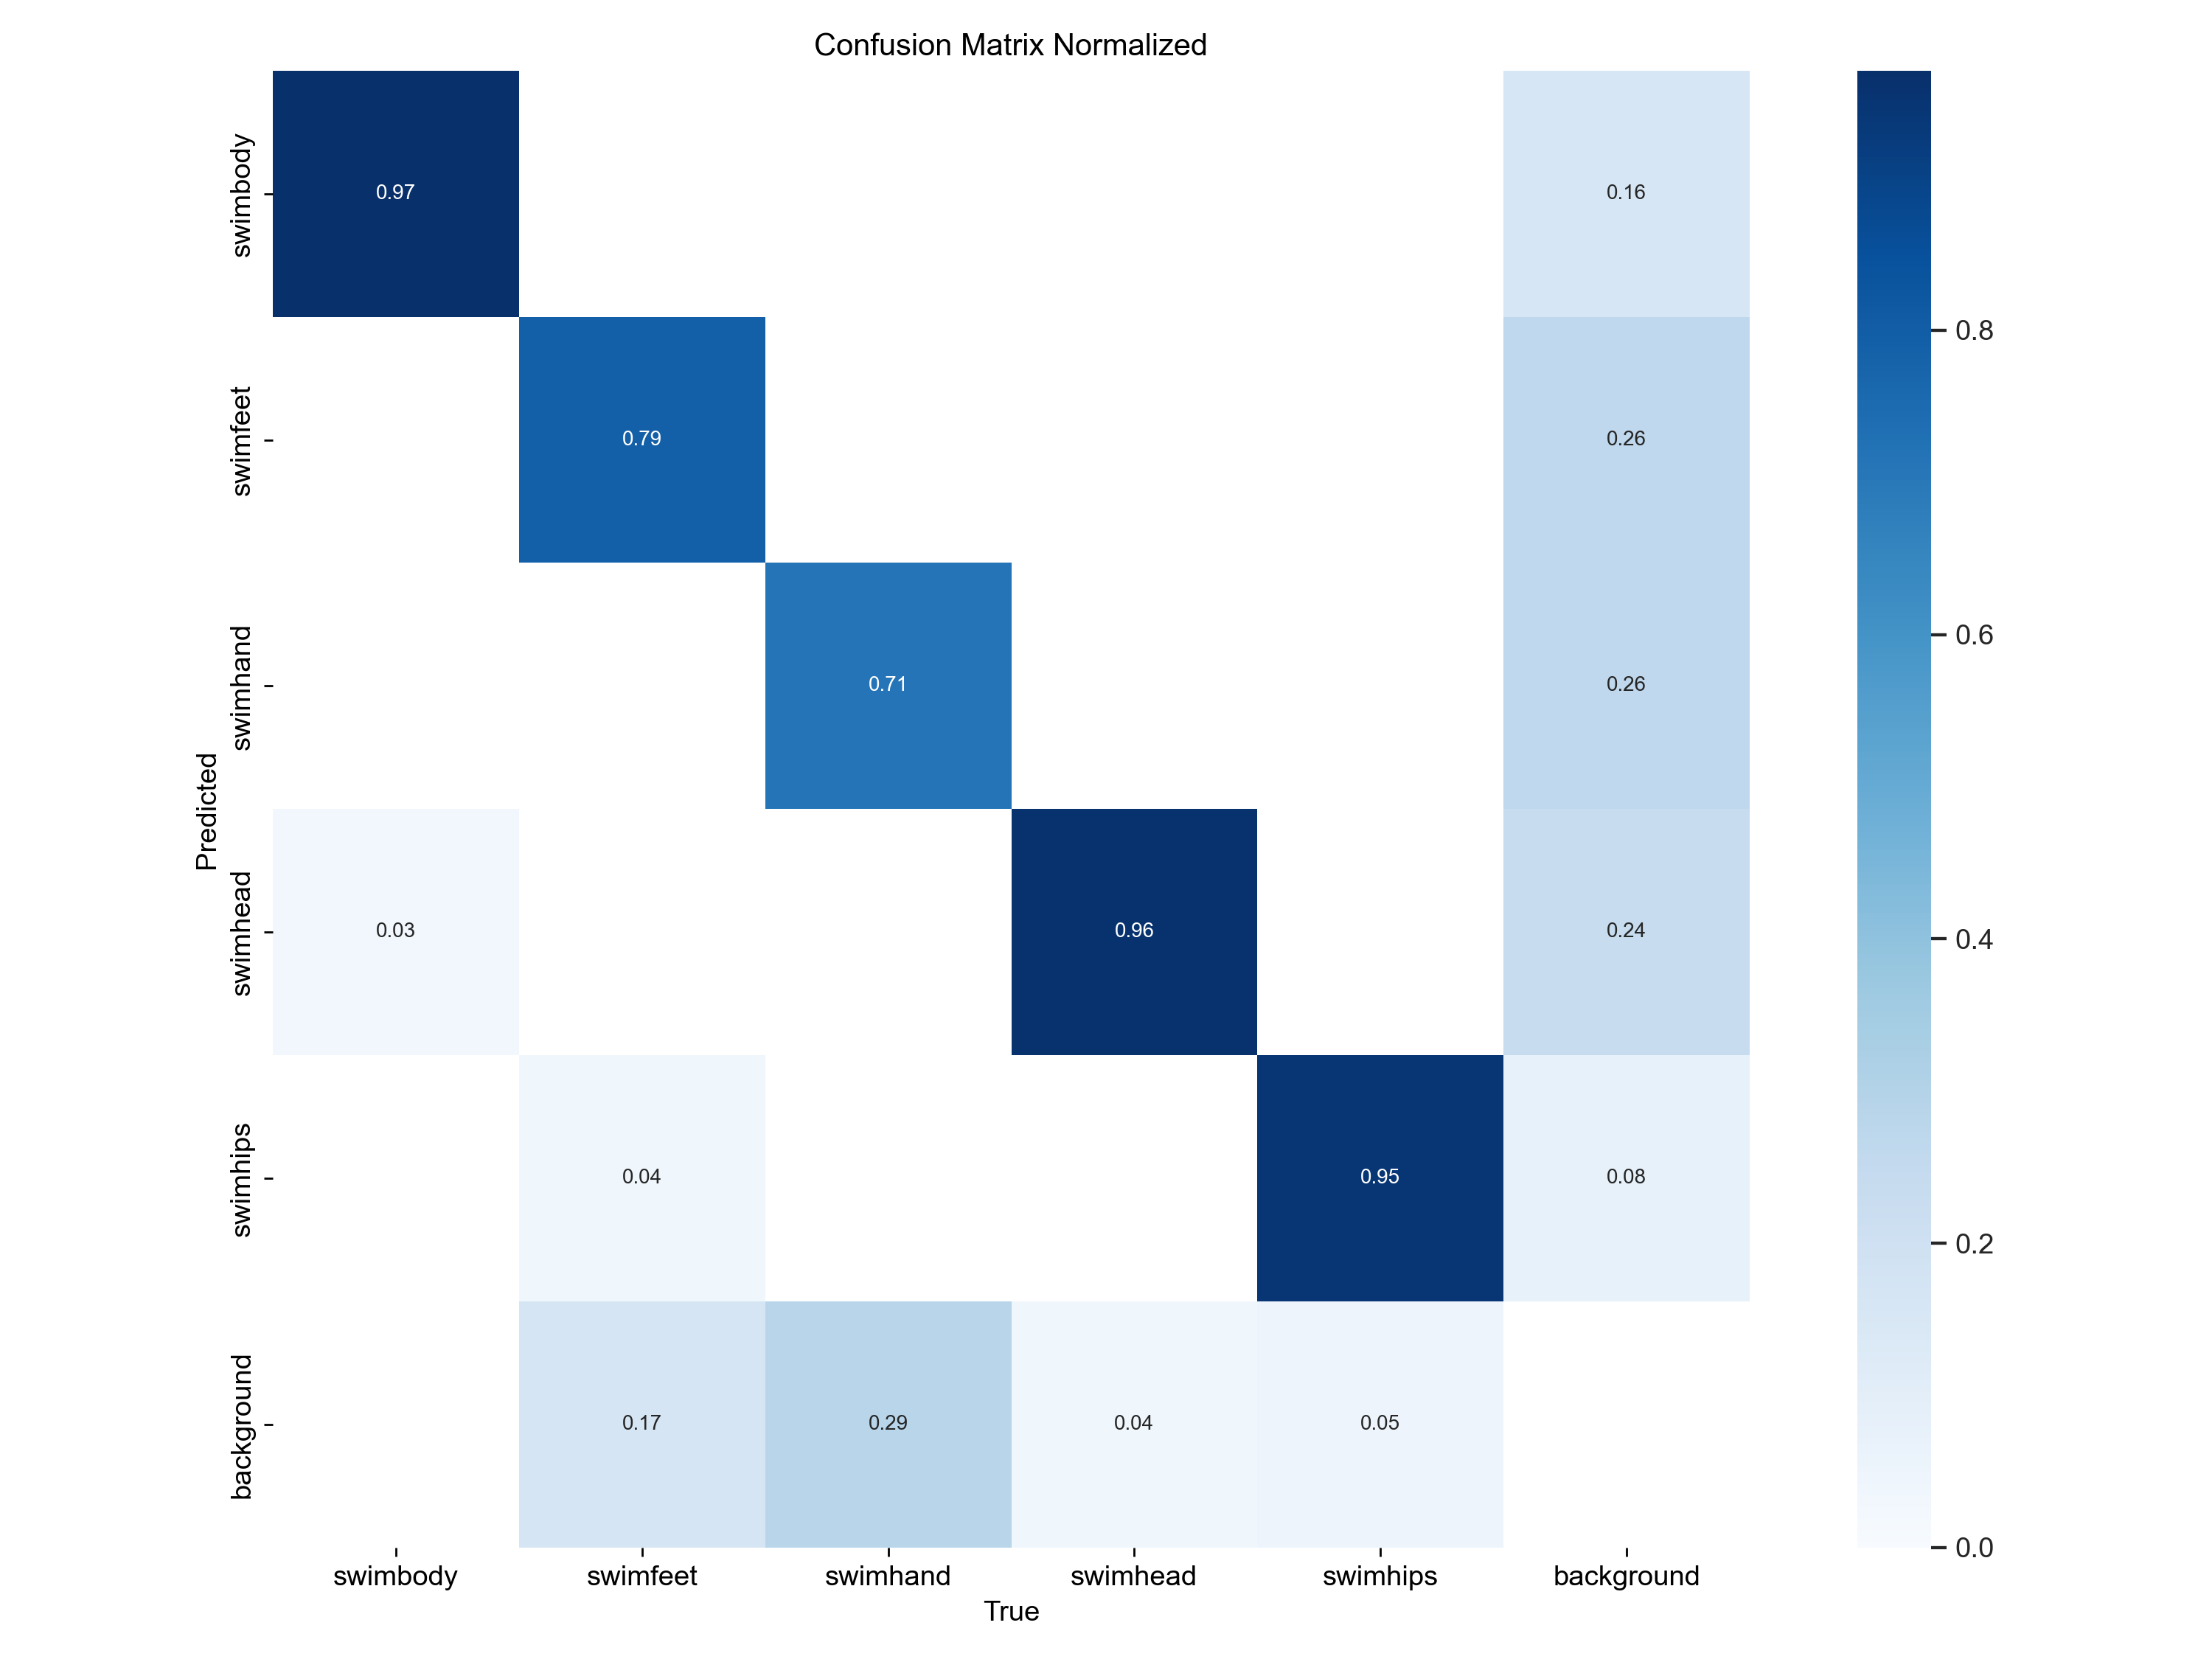 Confusion Matrix Normalized
swimbody
0.97
0.16
swimfeet
0.79
0.26
swimhand
0.71
0.26
Predicted
swimhead
0.03
0.96
0.24
swimhips
0.04
0.95
0.08
background
0.17
0.29
0.04
0.05
swimbody swimfeet swimhand swimhead swimhips background
True
0.8
0.6
0.4
0.2
0.0